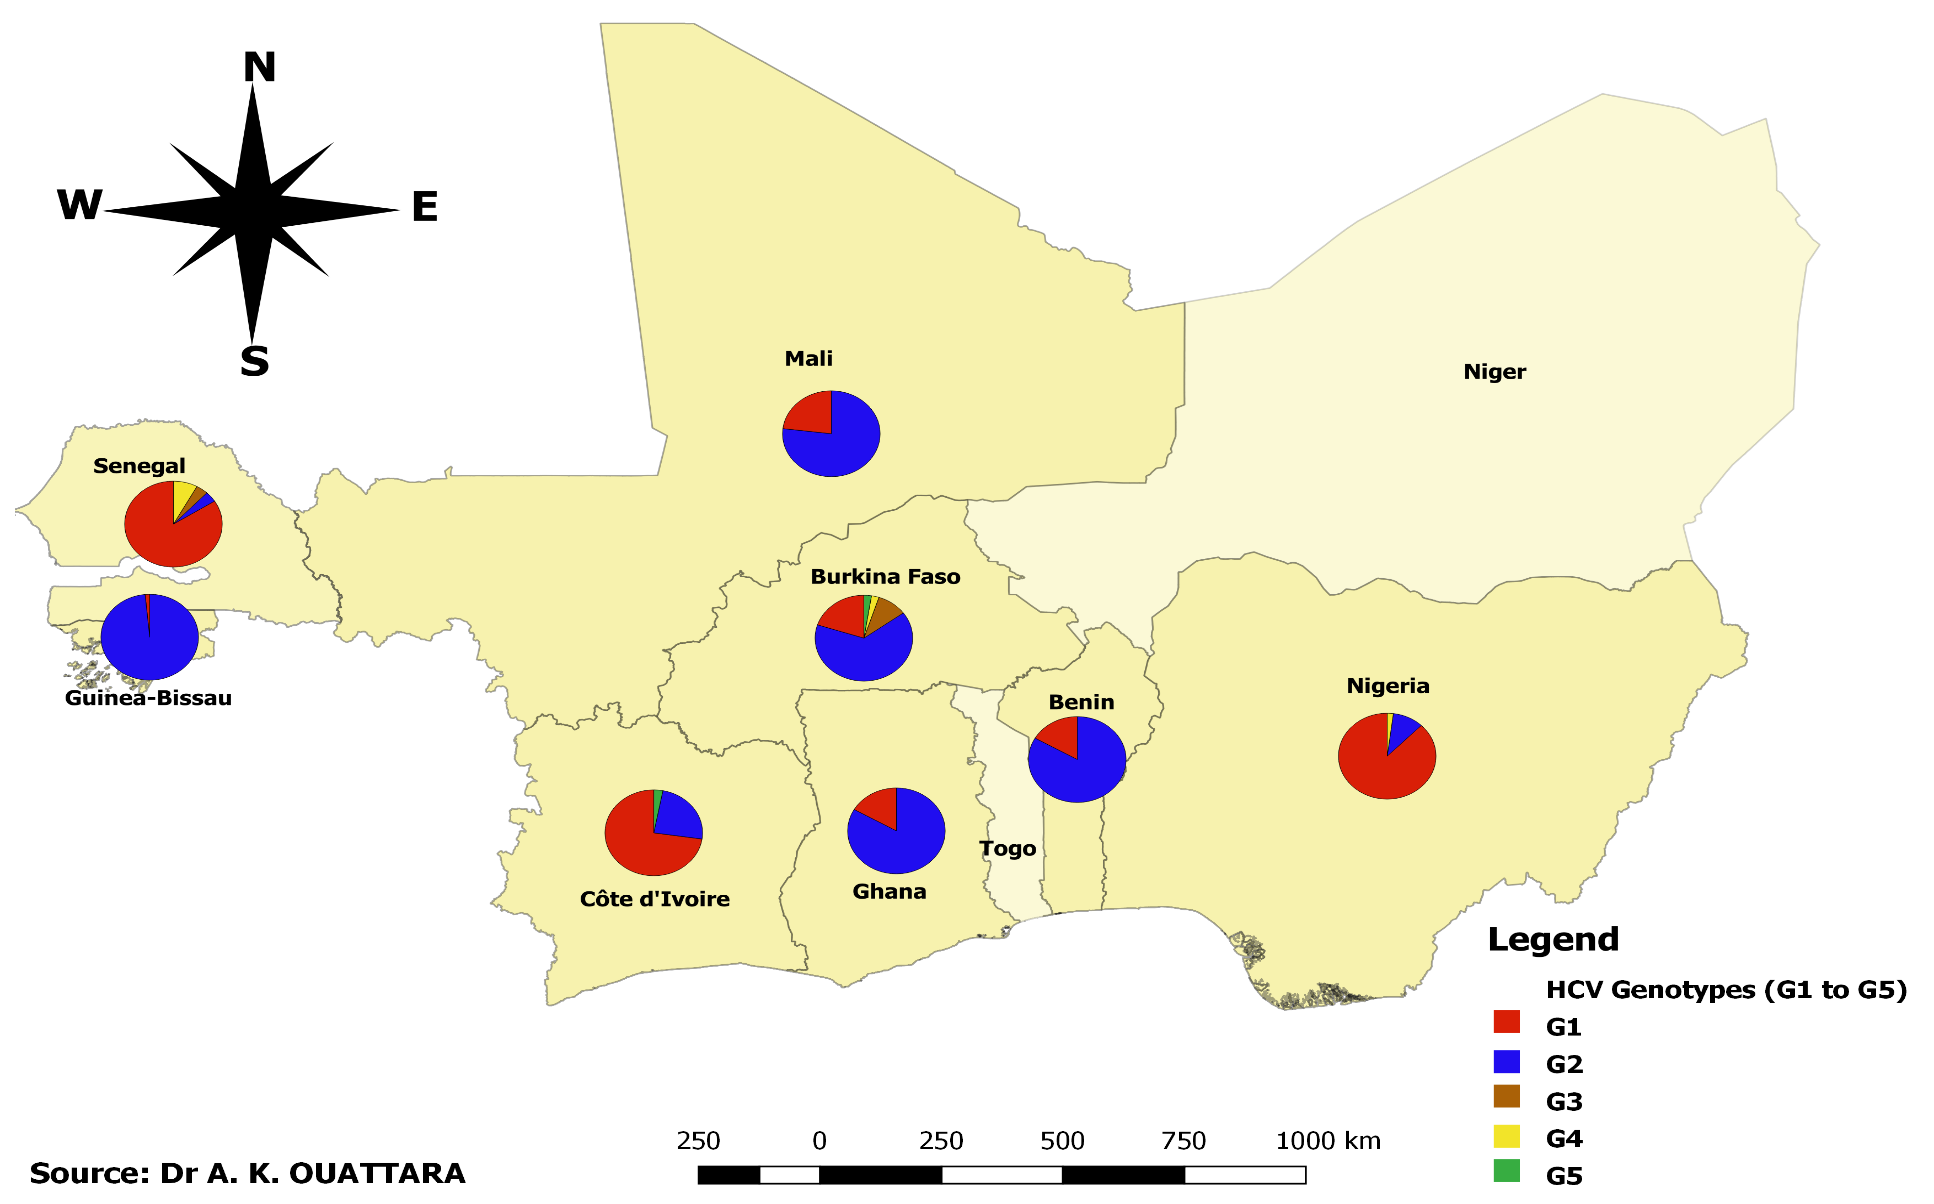 N
W
E
S
Mali
Niger
Senegal
Burkina Faso
Guinea-Bissau
Benin
Nigeria
Togo
Côte d'Ivoire
Ghana
Legend
HCV Genotypes (G1 to G5)
G1
G2
G3
G4
G5
250 0 250 500 750 1000 km
Source: Dr A. K. OUATTARA